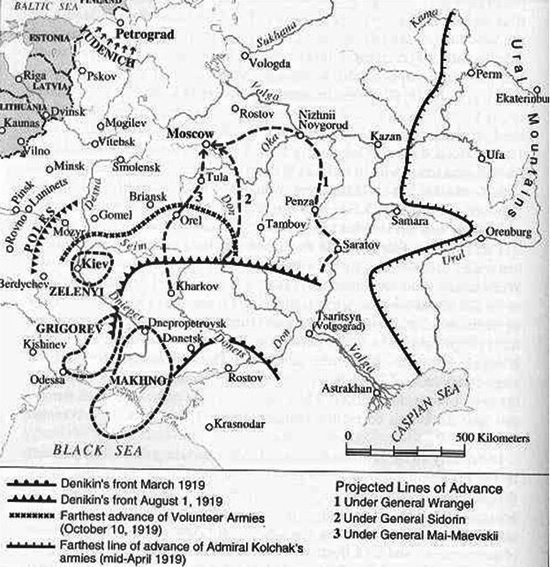 BALTIC SEA
FINLAND
ESTONIA
YUDENICH
Petrograd
Sukhana
Vologda
Kama
Ural Mountains
Perm
Ekaterinburg
Riga
LATVIA
Pskov
LITHUANIA
Dvinsk
Kaunas
Vilno
Mogilev
Vitebsk
Volga
Rostov
Nizhnii
Novgorod
Kazan
Ufa
Moscow
Oka
Minsk
Smolensk
Tula
3
2
1
Don
Pinsk
Luminets
Desna
Briansk
Gomel
Orel
Penza
Tambov
Samara
Orenburg
Rovno
POLES
Mozyr
Seim
Saratov
Ural
Kiev
Berdychev
ZELENYI
Kharkov
Dnieper
GRIGOREV
Dnepropetrovsk
Donetsk
Donets
Don
Tsaritsyn
(Volgograd)
Volga
Kishinev
Odessa
MAKHNO
Rostov
Astrakhan
CASPIAN SEA
Krasnodar
BLACK SEA
0 500 Kilometers
Denikin's front March 1919
Denikin's front August 1, 1919
Farthest advance of Volunteer Armies
(October 10, 1919)
Farthest line of advance of Admiral Kolchak's
armies (mid-April 1919)
Projected Lines of Advance
1 Under General Wrangel
2 Under General Sidorin
3 Under General Mai-Maevskii